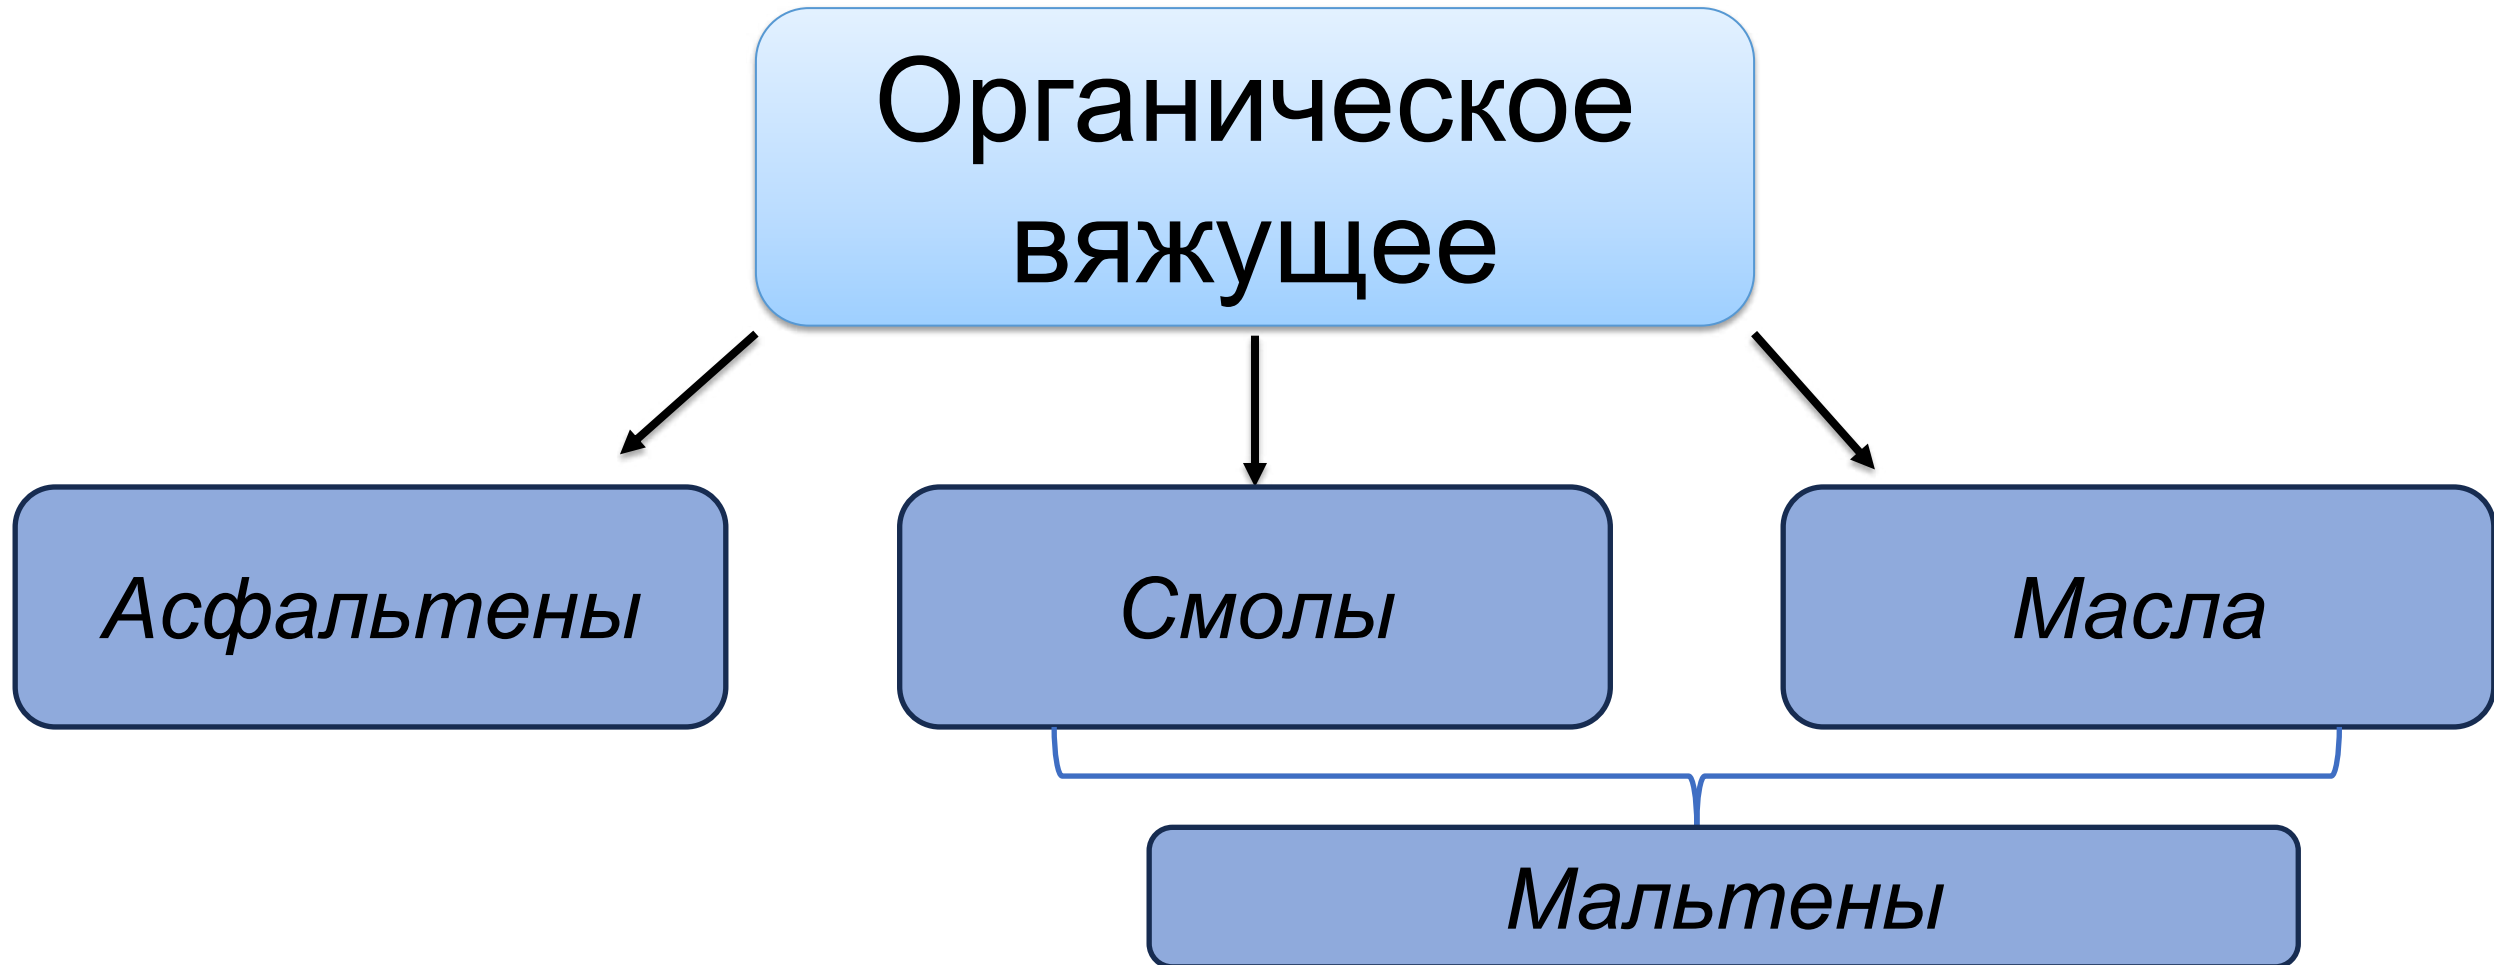 Органическое
вяжущее
Асфальтены
Смолы
Масла
Мальтены